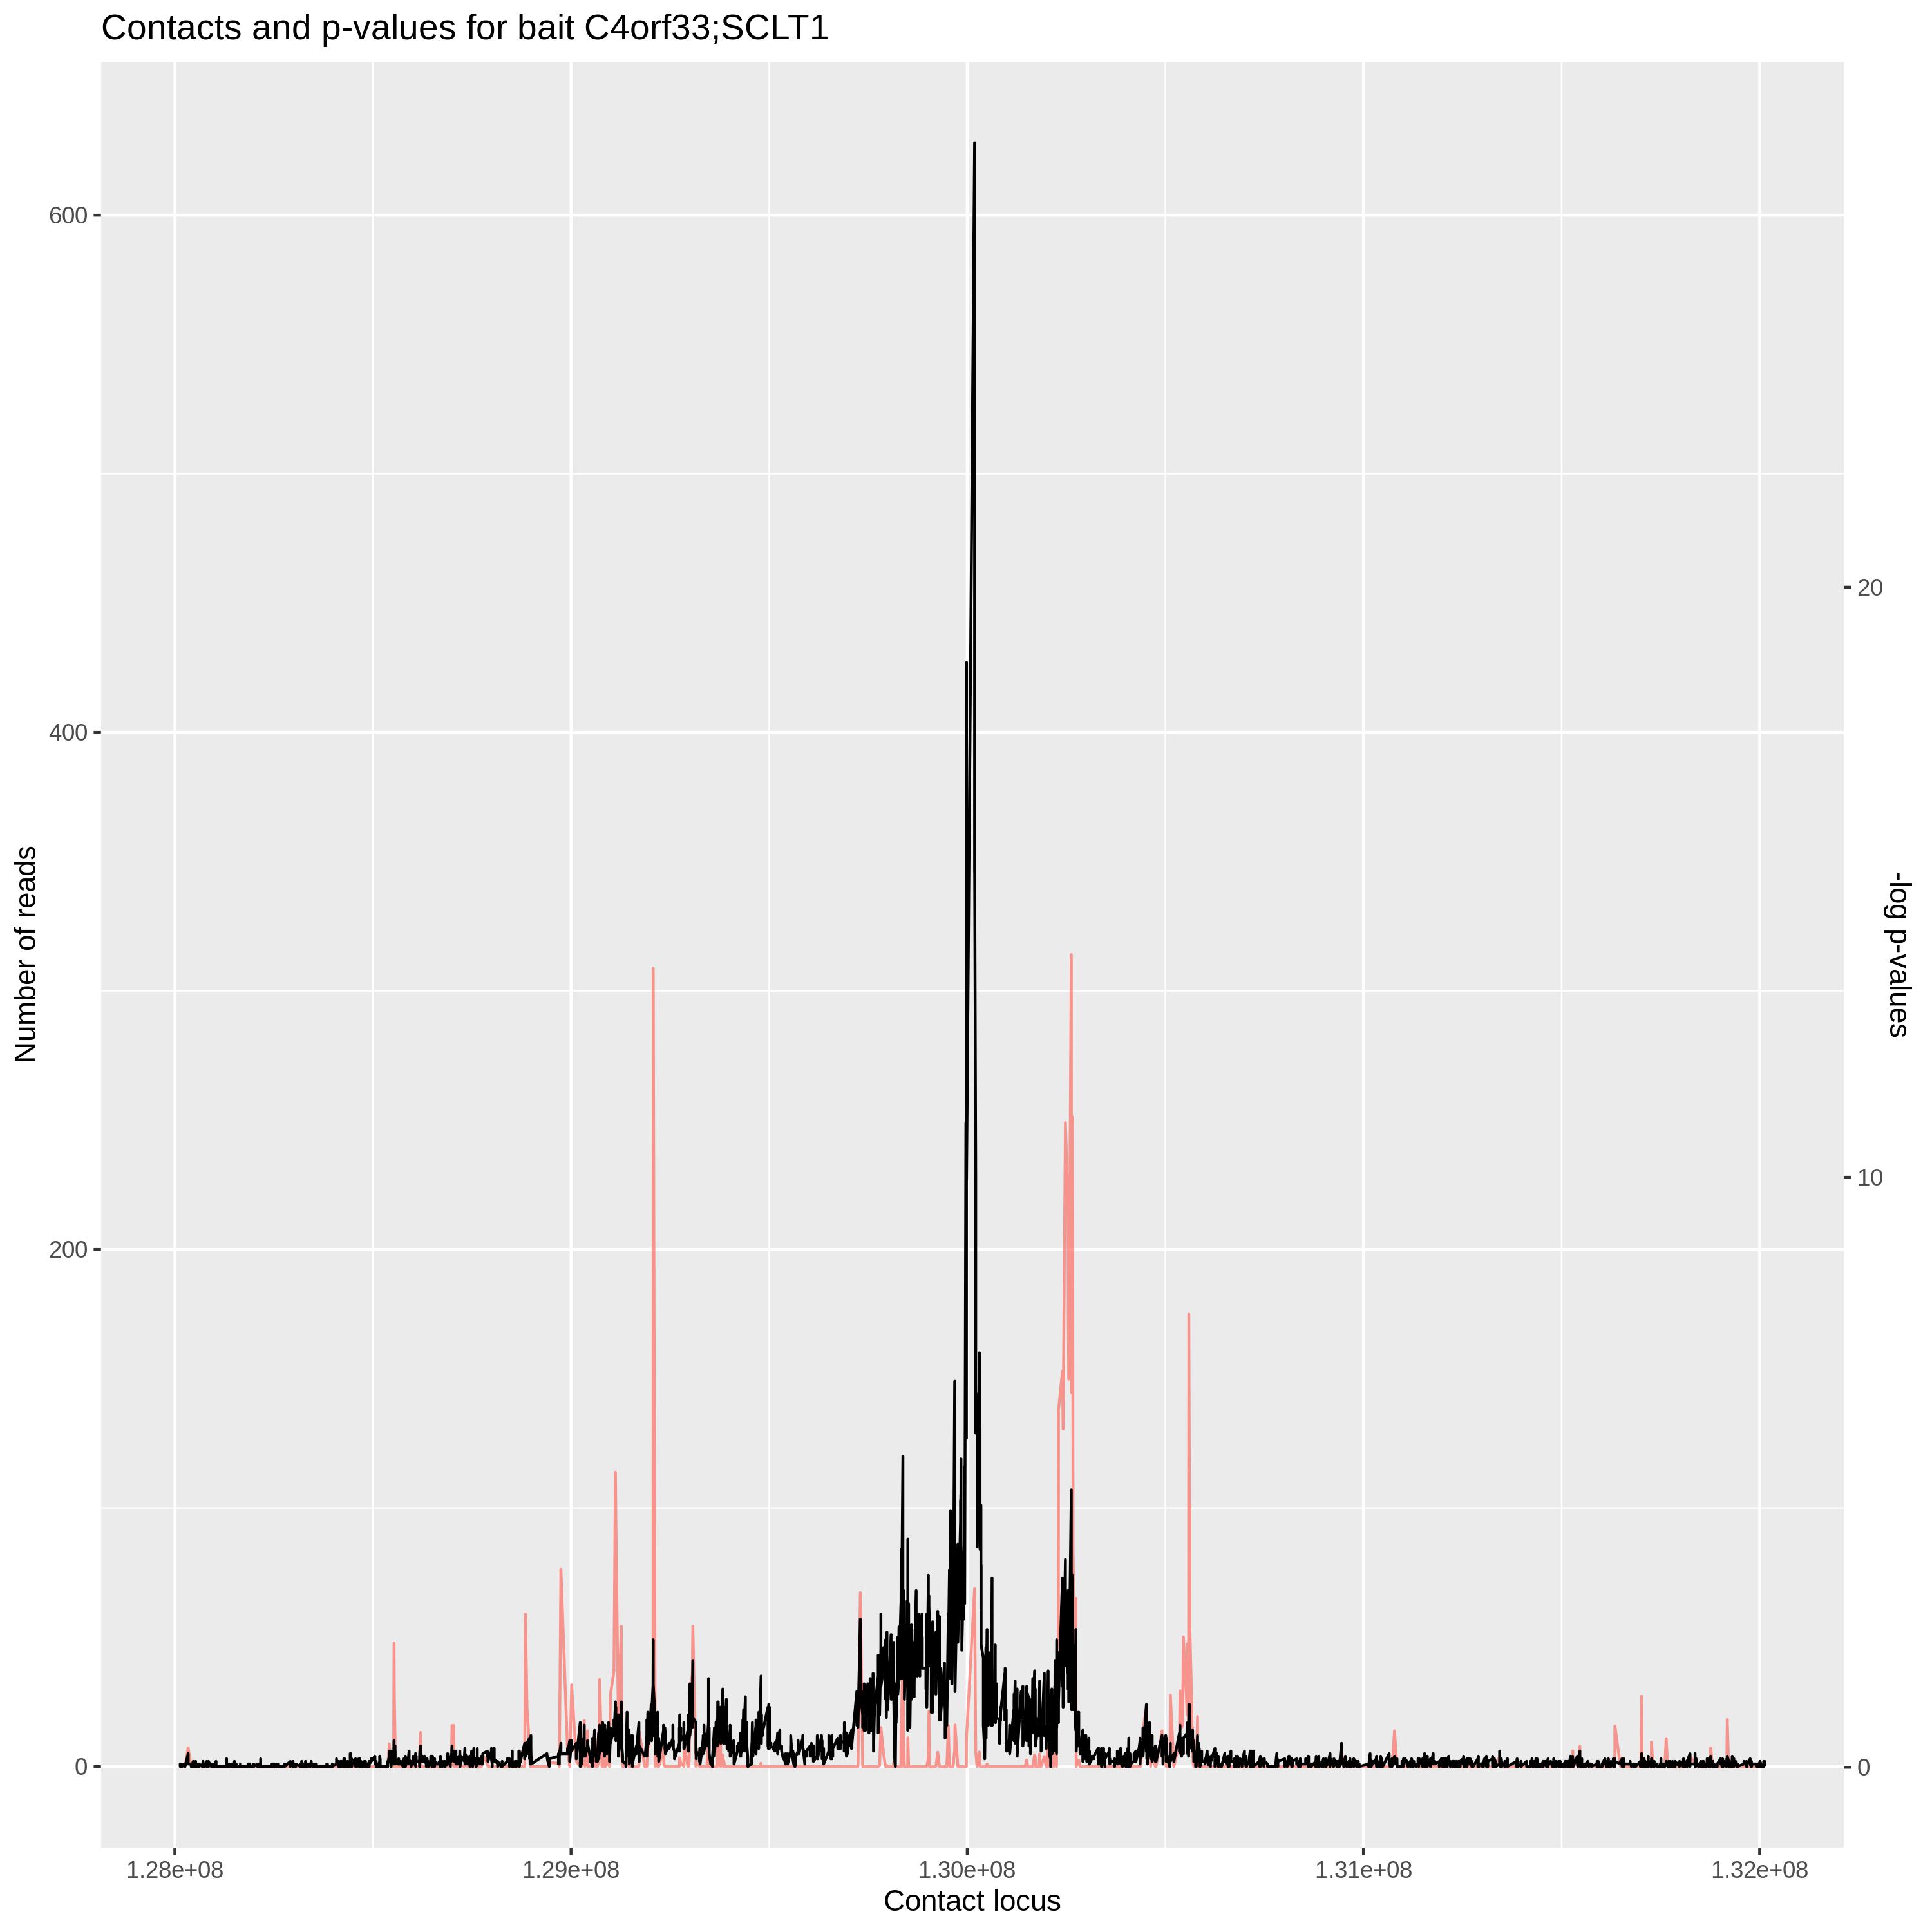 Contacts and p-values for bait C4orf33;SCLT1
600
400
200
0
Number of reads
20
10
0
-log p-values
1.28e+08
1.29e+08
1.30e+08
1.31e+08
1.32e+08
Contact locus